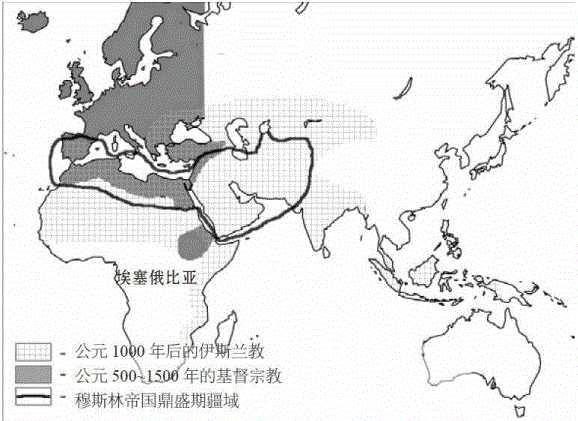 埃塞俄比亚
- 公元 1000 年后的伊斯兰教
- 公元 500~1500 年的基督宗教
- 穆斯林帝国鼎盛期疆域